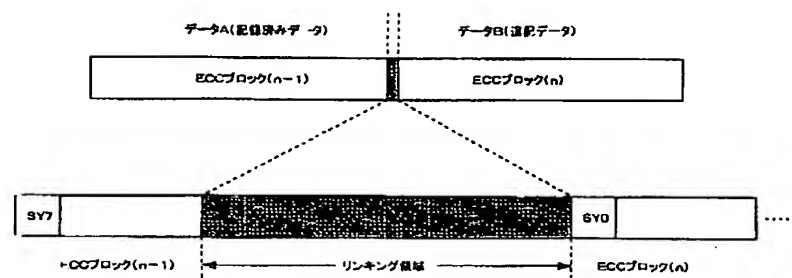 データA(記録済みデータ)
データB(追記データ)
ECCブロック(n-1)
ECCブロック(n)
SY7
SY0
ECCブロック(n-1)
リンキング領域
ECCブロック(n)